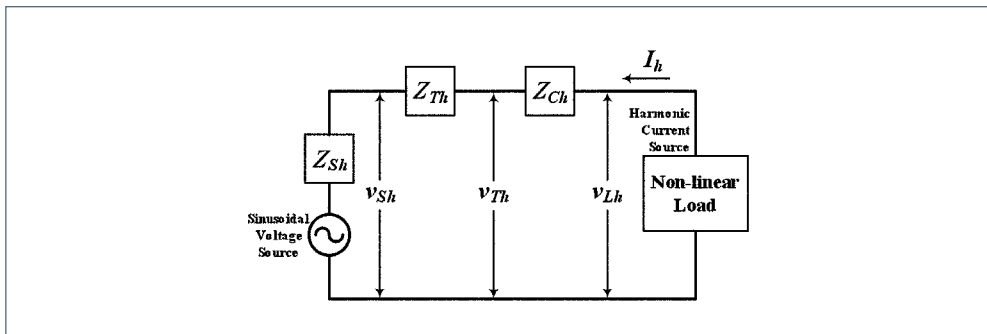 I_h
Z_Th
Z_Ch
Harmonic
Current
Source
Z_Sh
v_Sh
v_Th
v_Lh
Non-linear
Load
Sinusoidal
Voltage
Source